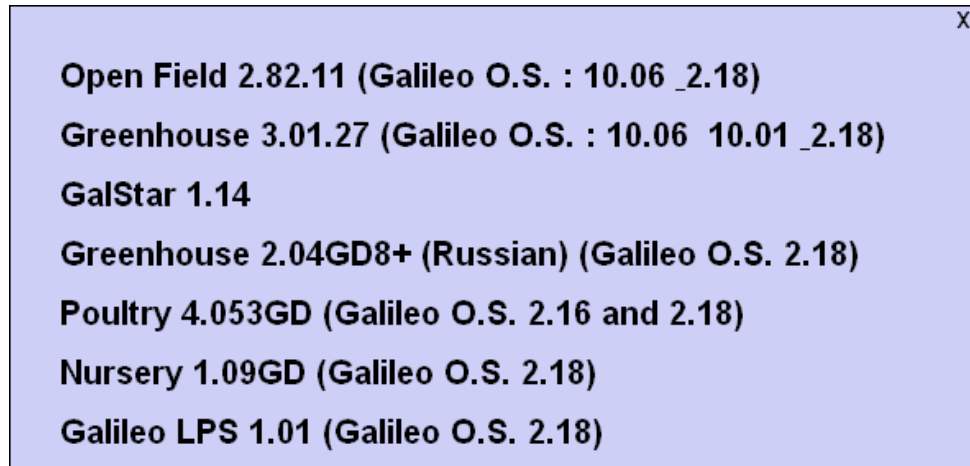 X
Open Field 2.82.11 (Galileo O.S. : 10.06 _2.18)
Greenhouse 3.01.27 (Galileo O.S. : 10.06  10.01 _2.18)
GalStar 1.14
Greenhouse 2.04GD8+ (Russian) (Galileo O.S. 2.18)
Poultry 4.053GD (Galileo O.S. 2.16 and 2.18)
Nursery 1.09GD (Galileo O.S. 2.18)
Galileo LPS 1.01 (Galileo O.S. 2.18)